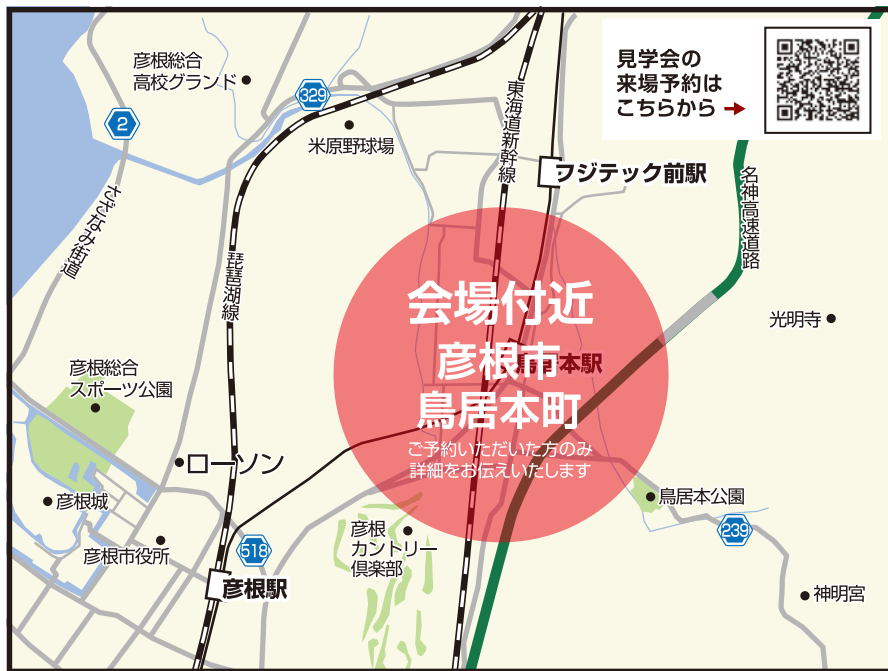 見学会の
来場予約は
こちらから
彦根総合
高校グランド
329
2
米原野球場
東海道新幹線
フジテック前駅
名神高速道路
さざなみ街道
琵琶湖線
会場付近
彦根市
鳥居本町
ご予約いただいた方のみ
詳細をお伝えいたします
鳥居本駅
光明寺
彦根総合
スポーツ公園
ローソン
彦根城
彦根市役所
518
彦根駅
彦根
カントリー
倶楽部
鳥居本公園
239
神明宮